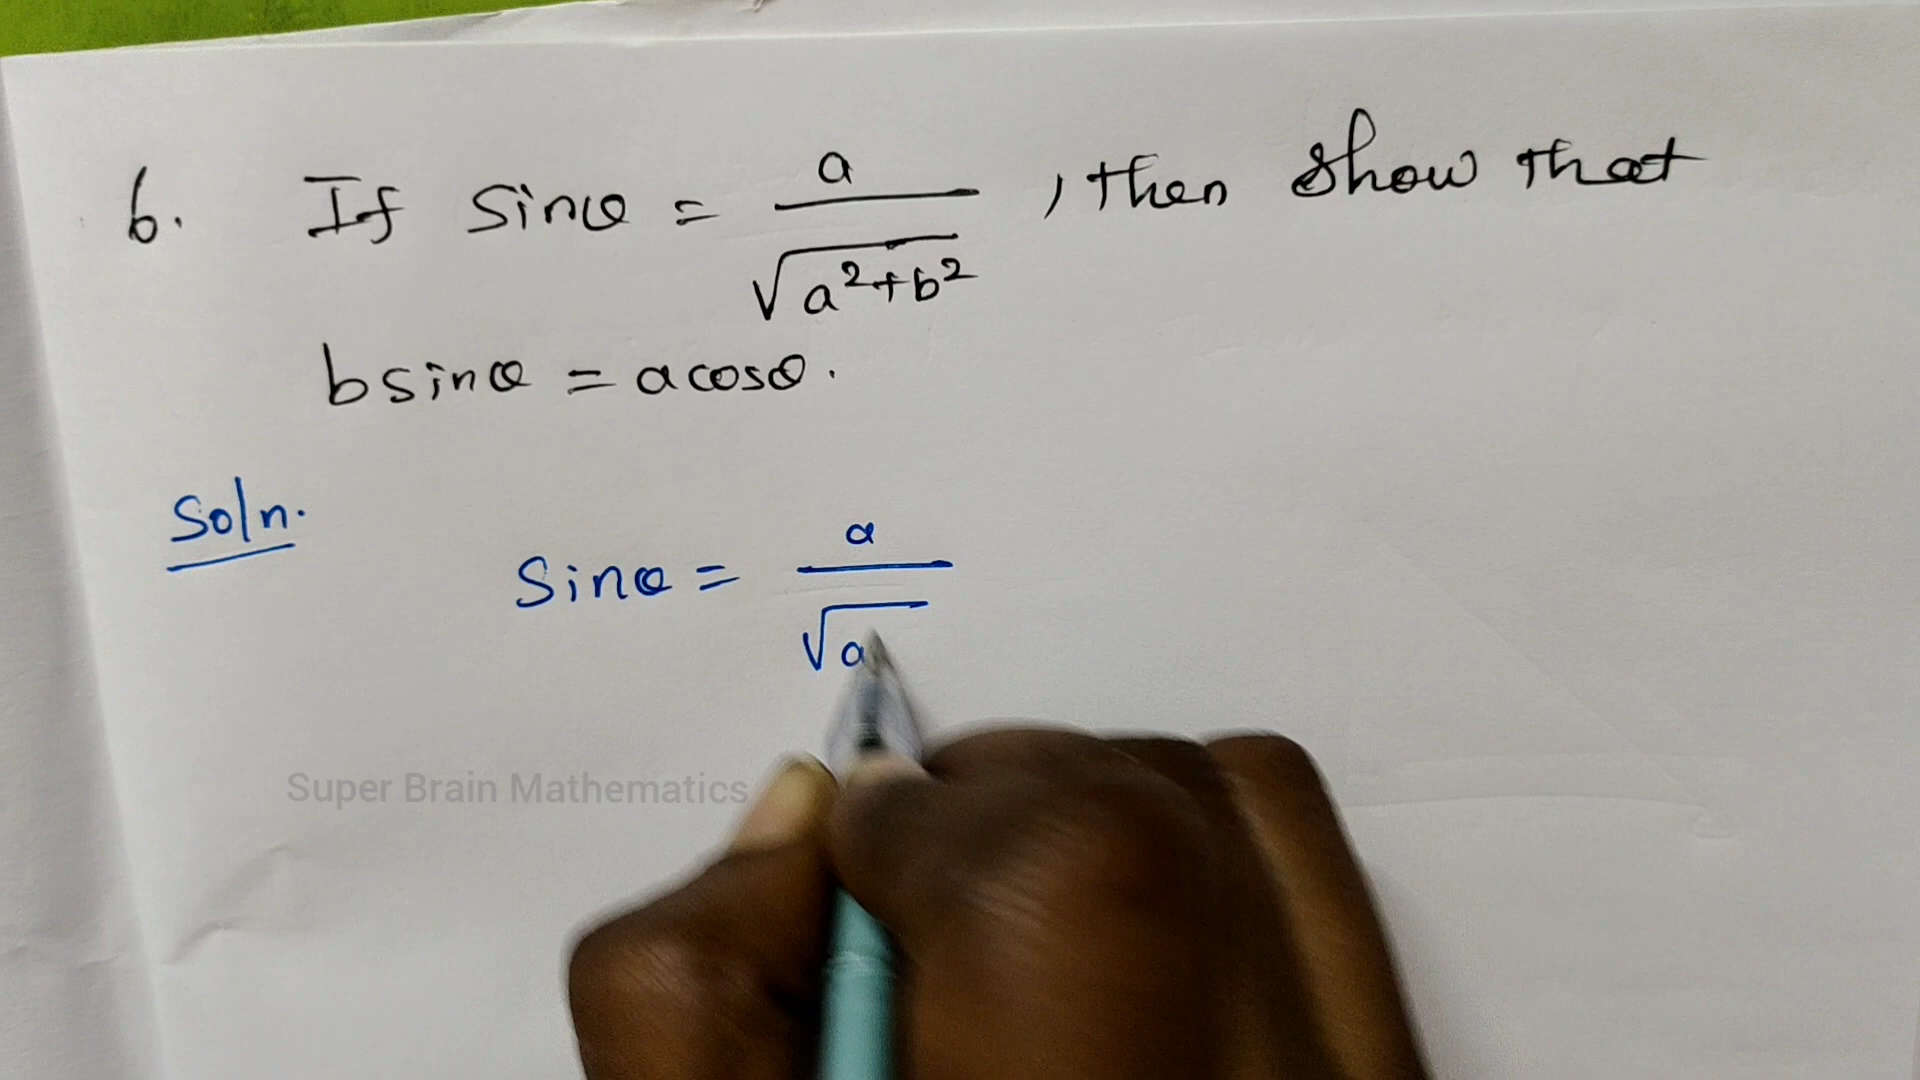 6. If sinθ = a / √a²+b² , then show that
bsinθ = acosθ.
Soln.
Sinθ = a / √a
Super Brain Mathematics